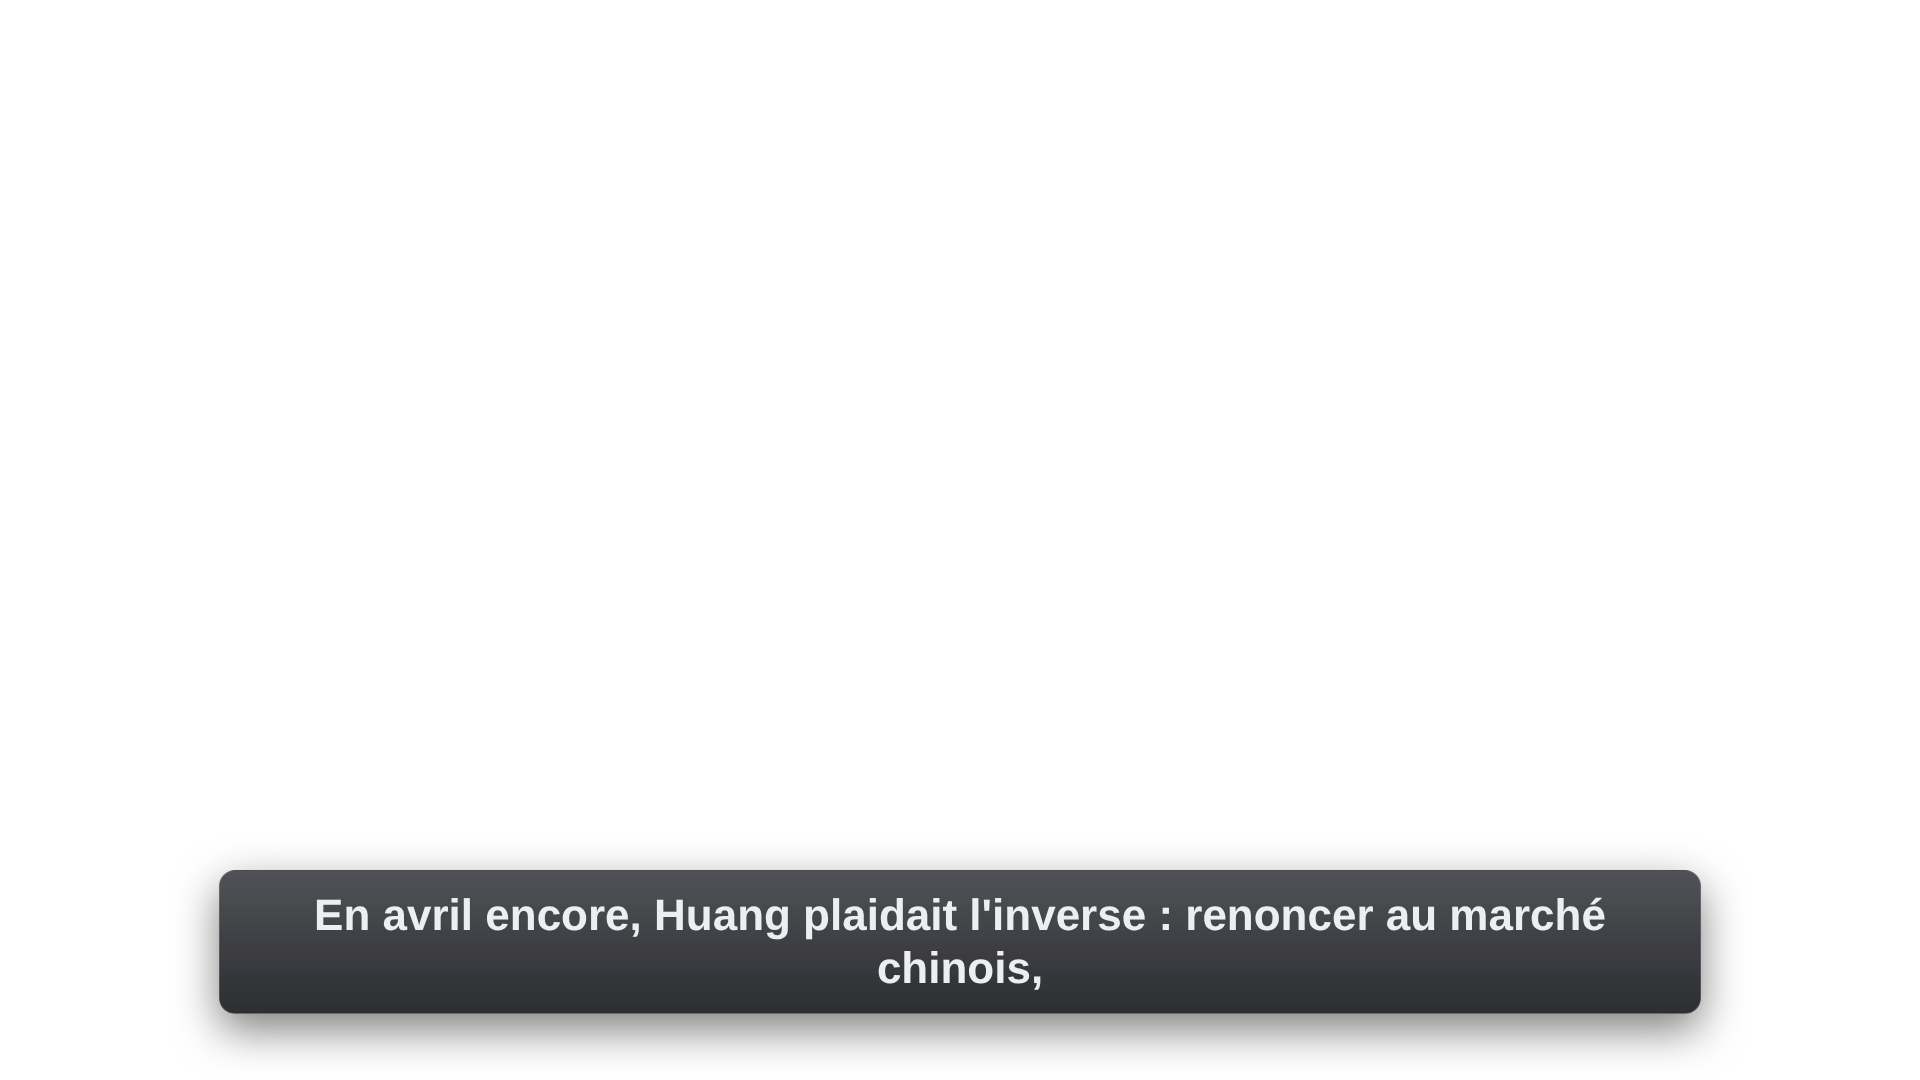 En avril encore, Huang plaidait l'inverse : renoncer au marché
chinois,